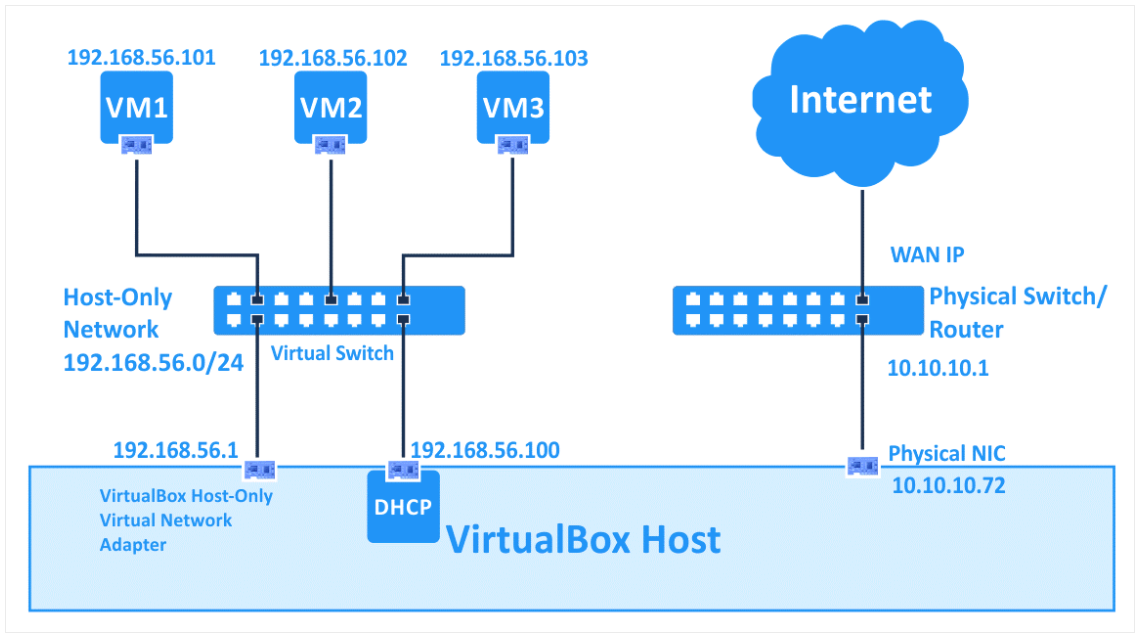 192.168.56.101
192.168.56.102
192.168.56.103
VM1
VM2
VM3
Internet
WAN IP
Host-Only
Network
192.168.56.0/24
Virtual Switch
Physical Switch/
Router
10.10.10.1
192.168.56.1
192.168.56.100
Physical NIC
10.10.10.72
VirtualBox Host-Only
Virtual Network
Adapter
DHCP
VirtualBox Host